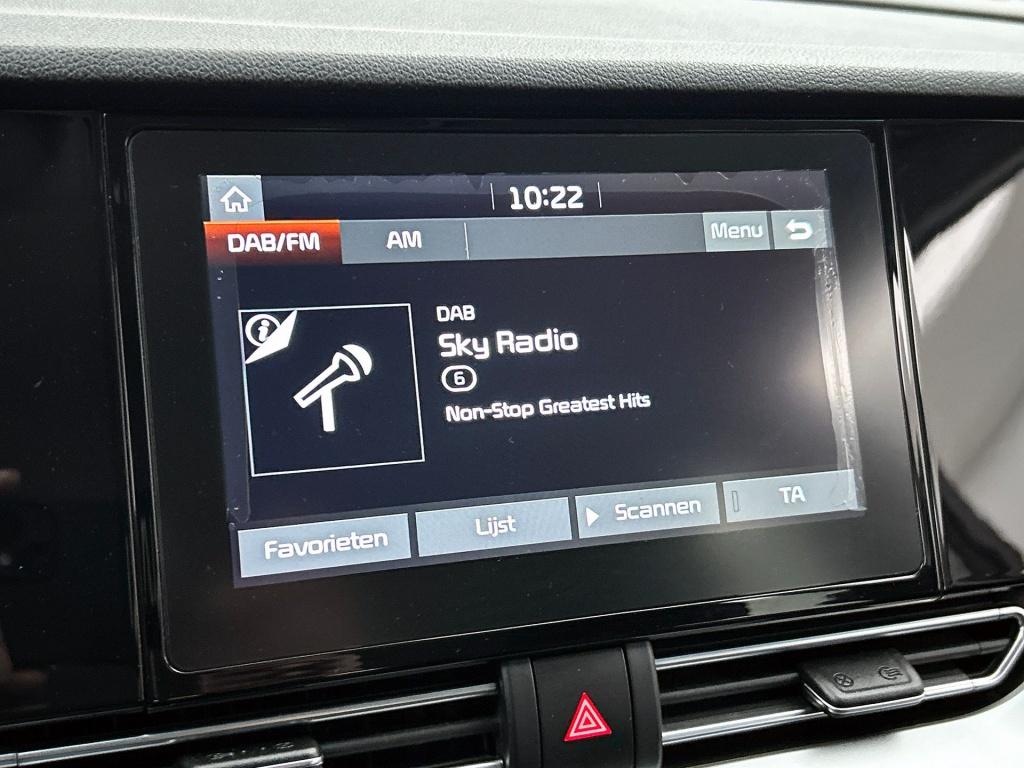 10:22
DAB/FM AM Menu
DAB
Sky Radio
6
Non-Stop Greatest Hits
Favorieten Lijst Scannen TA